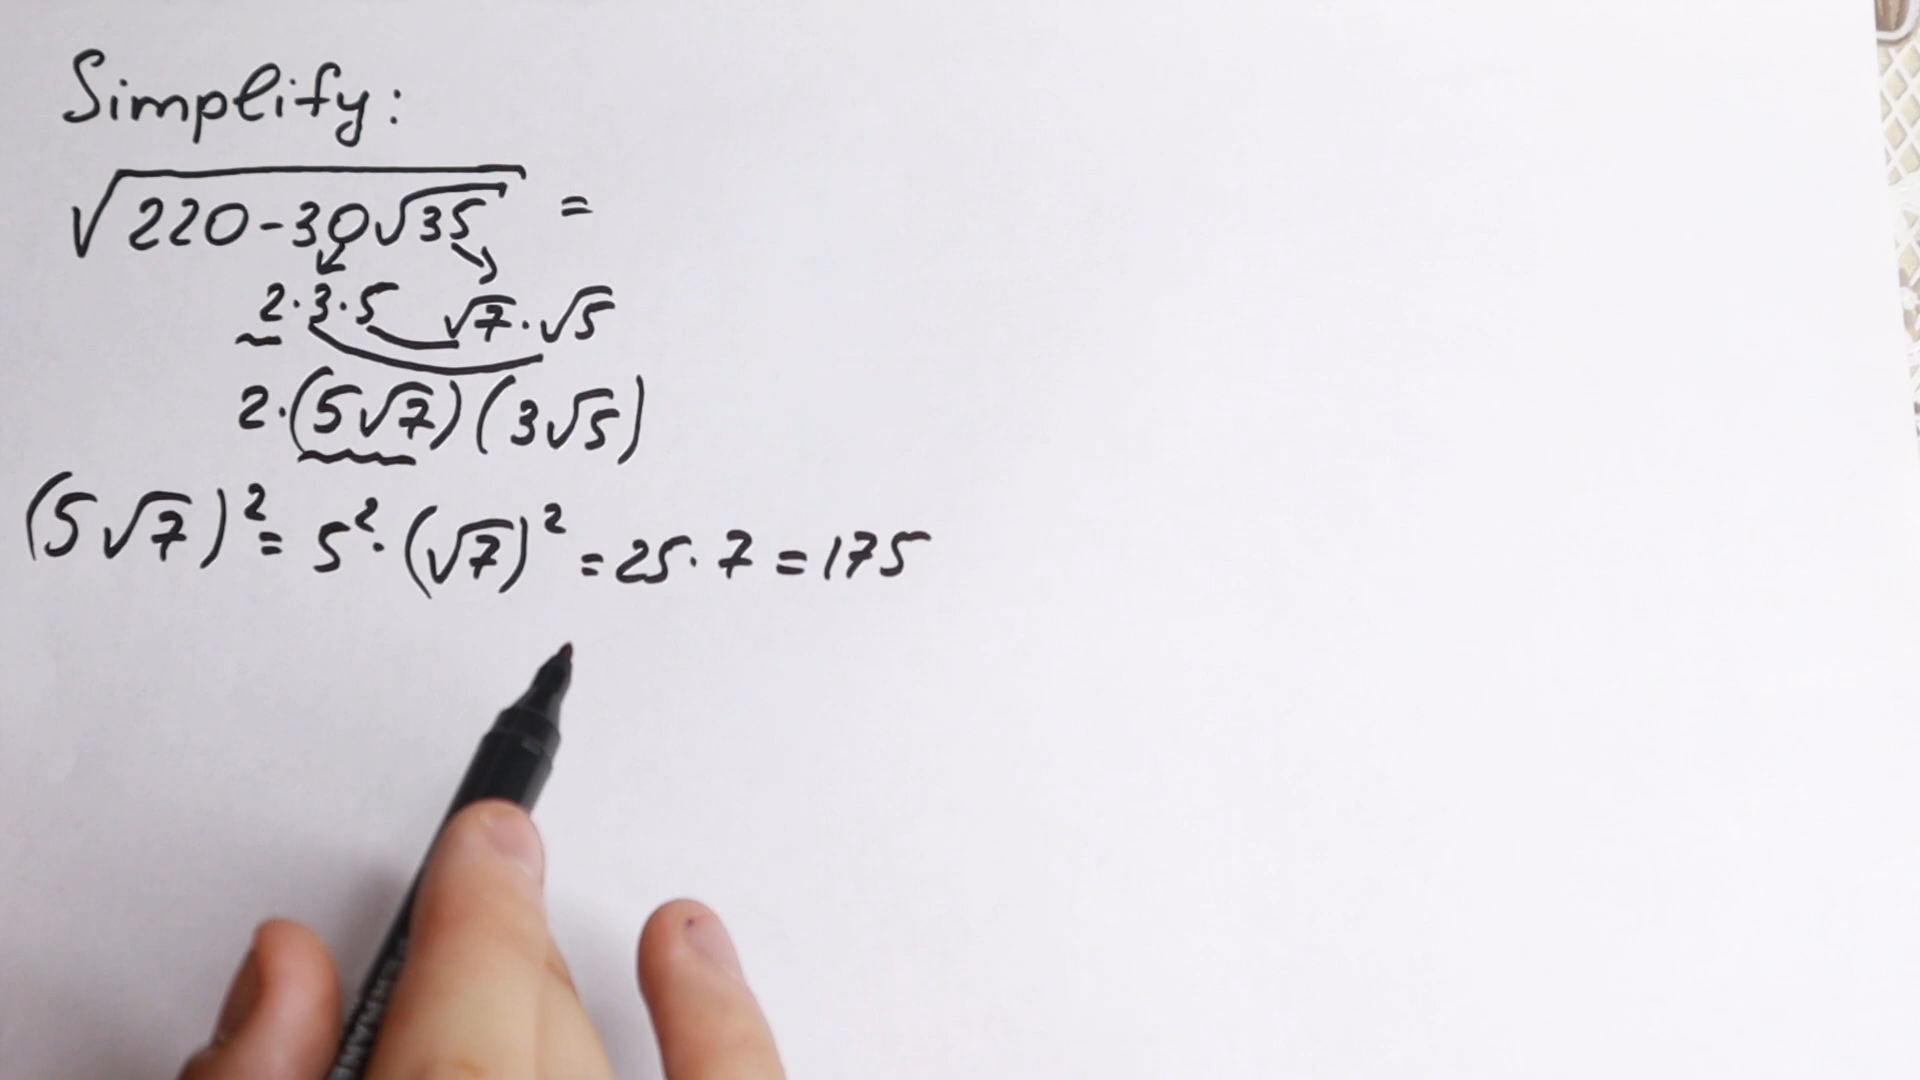 Simplify:
√(220-30√35) =
2·3·5 √7·√5
2·(5√7)(3√5)
(5√7)² = 5²·(√7)² = 25·7 = 175